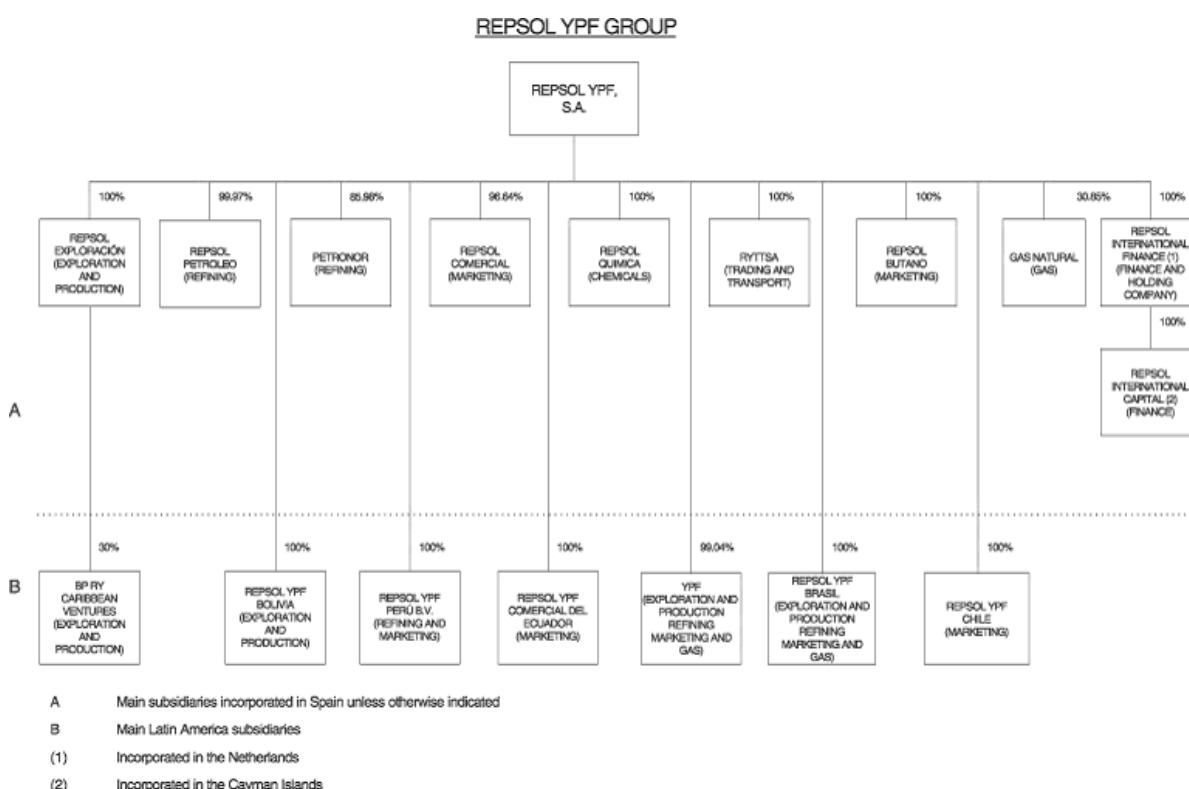 REPSOL YPF GROUP
REPSOL YPF,
S.A.
100%
99.97%
85.98%
96.64%
100%
100%
100%
30.85%
100%
REPSOL
EXPLORACIÓN
(EXPLORATION
AND
PRODUCTION)
REPSOL
PETROLEO
(REFINING)
PETRONOR
(REFINING)
REPSOL
COMERCIAL
(MARKETING)
REPSOL
QUIMICA
(CHEMICALS)
RYTTSA
(TRADING AND
TRANSPORT)
REPSOL
BUTANO
(MARKETING)
GAS NATURAL
(GAS)
REPSOL
INTERNATIONAL
FINANCE (1)
(FINANCE AND
HOLDING
COMPANY)
100%
REPSOL
INTERNATIONAL
CAPITAL (2)
(FINANCE)
A
30%
100%
100%
100%
99.04%
100%
100%
B
BP RY
CARIBBEAN
VENTURES
(EXPLORATION
AND
PRODUCTION)
REPSOL YPF
BOLIVIA
(EXPLORATION
AND
PRODUCTION)
REPSOL YPF
PERÚ B.V.
(REFINING AND
MARKETING)
REPSOL YPF
COMERCIAL DEL
ECUADOR
(MARKETING)
YPF
(EXPLORATION AND
PRODUCTION
REFINING
MARKETING AND
GAS)
REPSOL YPF
BRASIL
(EXPLORATION AND
PRODUCTION
REFINING
MARKETING AND
GAS)
REPSOL YPF
CHILE
(MARKETING)
A Main subsidiaries incorporated in Spain unless otherwise indicated
B Main Latin America subsidiaries
(1) Incorporated in the Netherlands
(2) Incorporated in the Cayman Islands